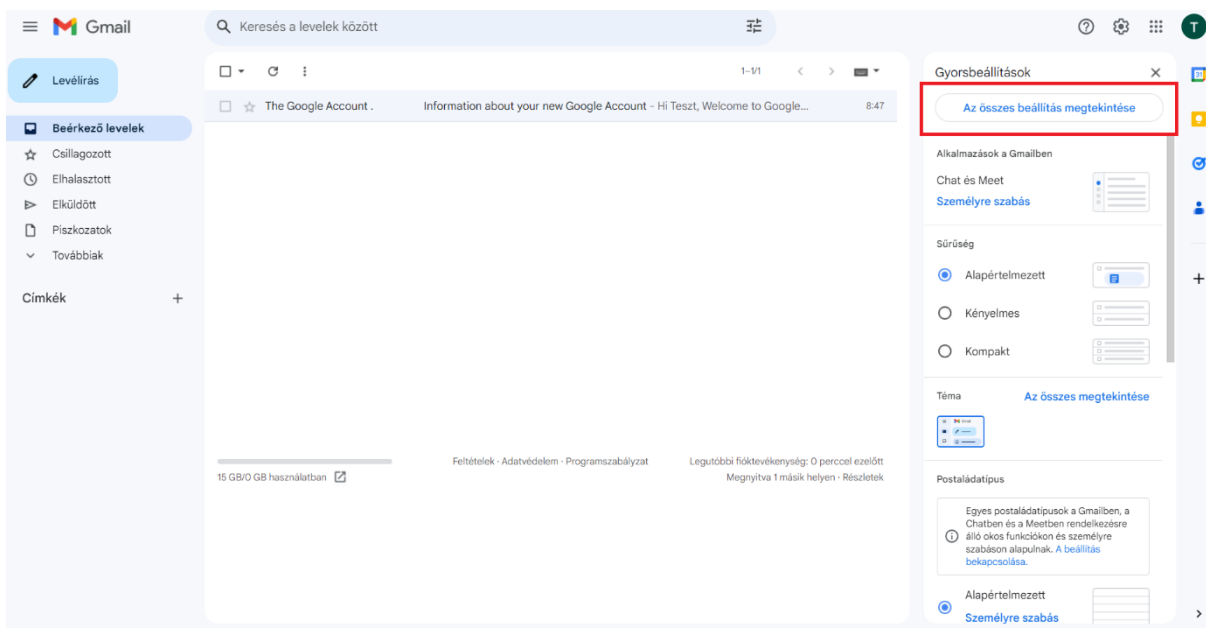 Gmail
Keresés a levelek között
T
Levélírás
Beérkező levelek
Csillagozott
Elhalasztott
Elküldött
Piszkozatok
Továbbiak
Címkék
1–1/1
The Google Account .
Information about your new Google Account - Hi Teszt, Welcome to Google...
8:47
15 GB/0 GB használatban
Feltételek · Adatvédelem · Programszabályzat
Legutóbbi fióktevékenység: 0 perccel ezelőtt
Megnyitva 1 másik helyen · Részletek
Gyorsbeállítások
Az összes beállítás megtekintése
Alkalmazások a Gmailben
Chat és Meet
Személyre szabás
Sűrűség
Alapértelmezett
Kényelmes
Kompakt
Téma
Az összes megtekintése
Postaládatípus
Egyes postaládatípusok a Gmailben, a
Chatben és a Meetben rendelkezésre
álló okos funkciókon és személyre
szabáson alapulnak. A beállítás
bekapcsolása.
Alapértelmezett
Személyre szabás
31